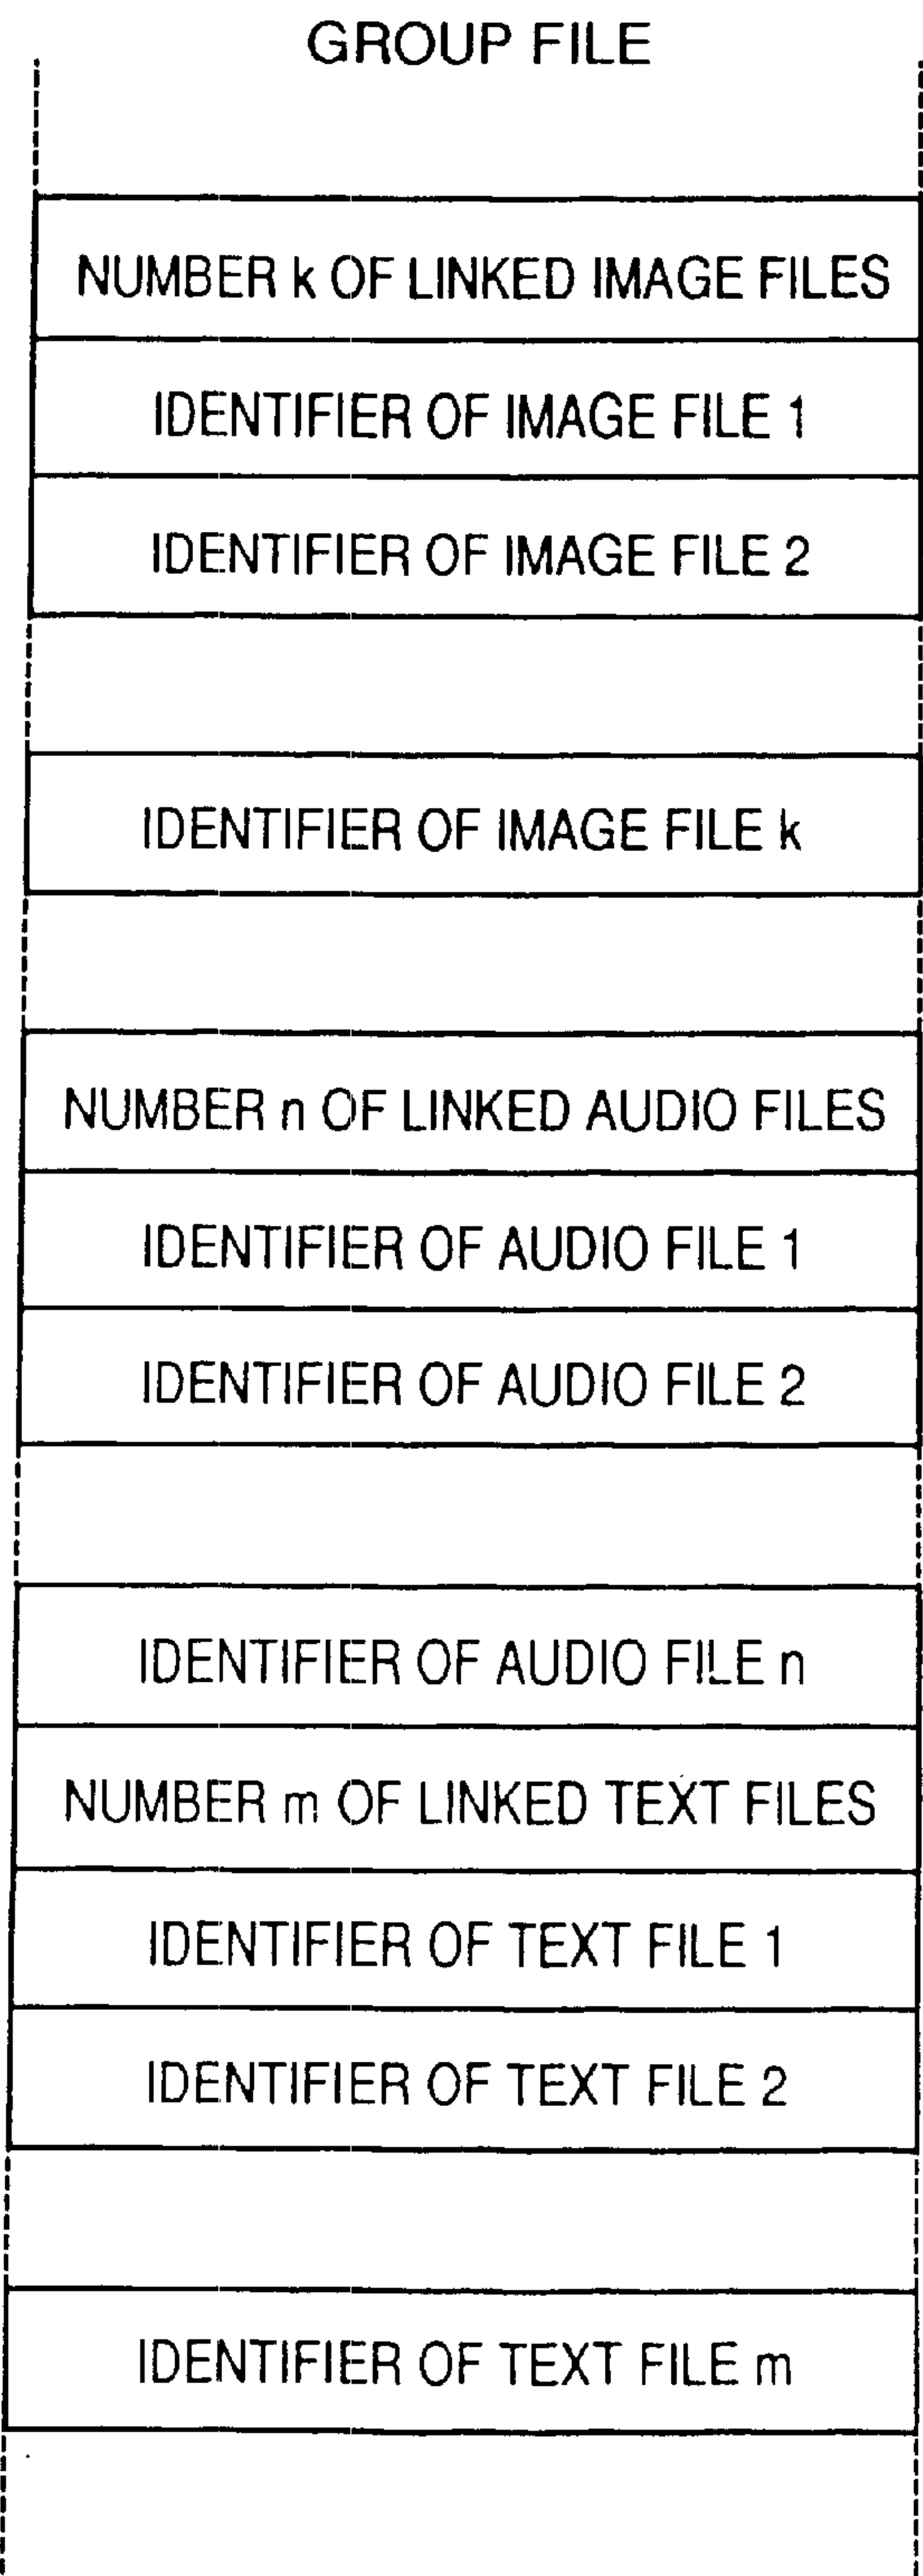 GROUP FILE
NUMBER k OF LINKED IMAGE FILES
IDENTIFIER OF IMAGE FILE 1
IDENTIFIER OF IMAGE FILE 2
IDENTIFIER OF IMAGE FILE k
NUMBER n OF LINKED AUDIO FILES
IDENTIFIER OF AUDIO FILE 1
IDENTIFIER OF AUDIO FILE 2
IDENTIFIER OF AUDIO FILE n
NUMBER m OF LINKED TEXT FILES
IDENTIFIER OF TEXT FILE 1
IDENTIFIER OF TEXT FILE 2
IDENTIFIER OF TEXT FILE m